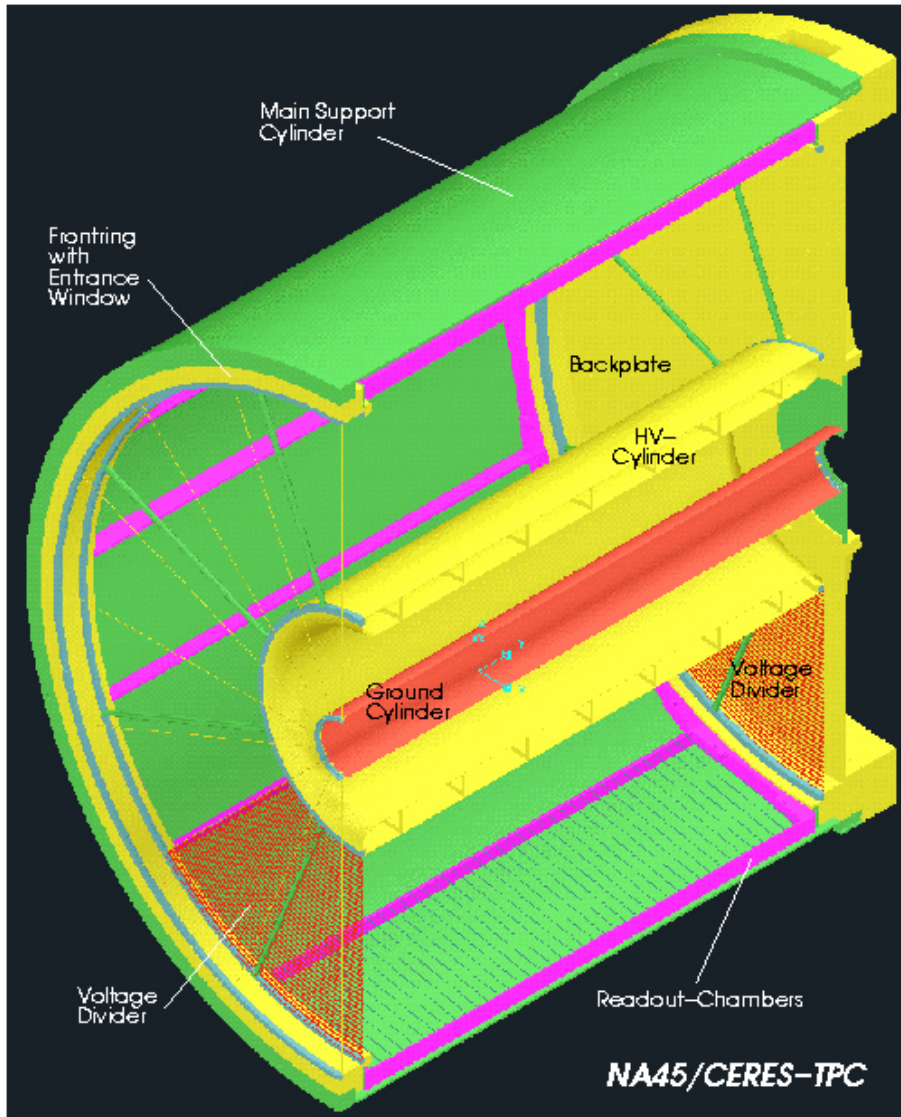 Main Support
Cylinder
Frontring
with
Entrance
Window
Backplate
HV-
Cylinder
Ground
Cylinder
Voltage
Divider
Voltage
Divider
Readout-Chambers
NA45/CERES-TPC